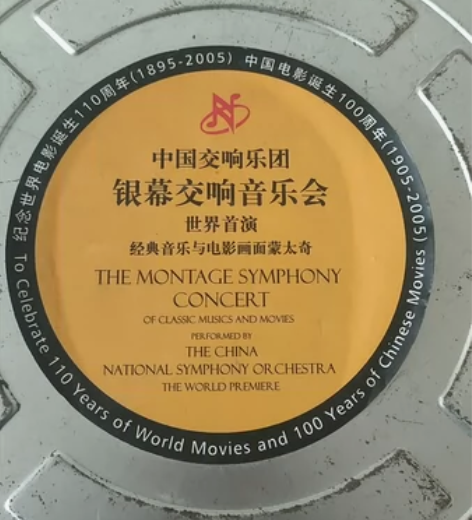 纪念世界电影诞生110周年(1895-2005) 中国电影诞生100周年(1905-2005)
中国交响乐团
银幕交响音乐会
世界首演
经典音乐与电影画面蒙太奇
THE MONTAGE SYMPHONY
CONCERT
OF CLASSIC MUSICS AND MOVIES
PERFORMED BY
THE CHINA
NATIONAL SYMPHONY ORCHESTRA
THE WORLD PREMIERE
To Celebrate 110 Years of World Movies and 100 Years of Chinese Movies